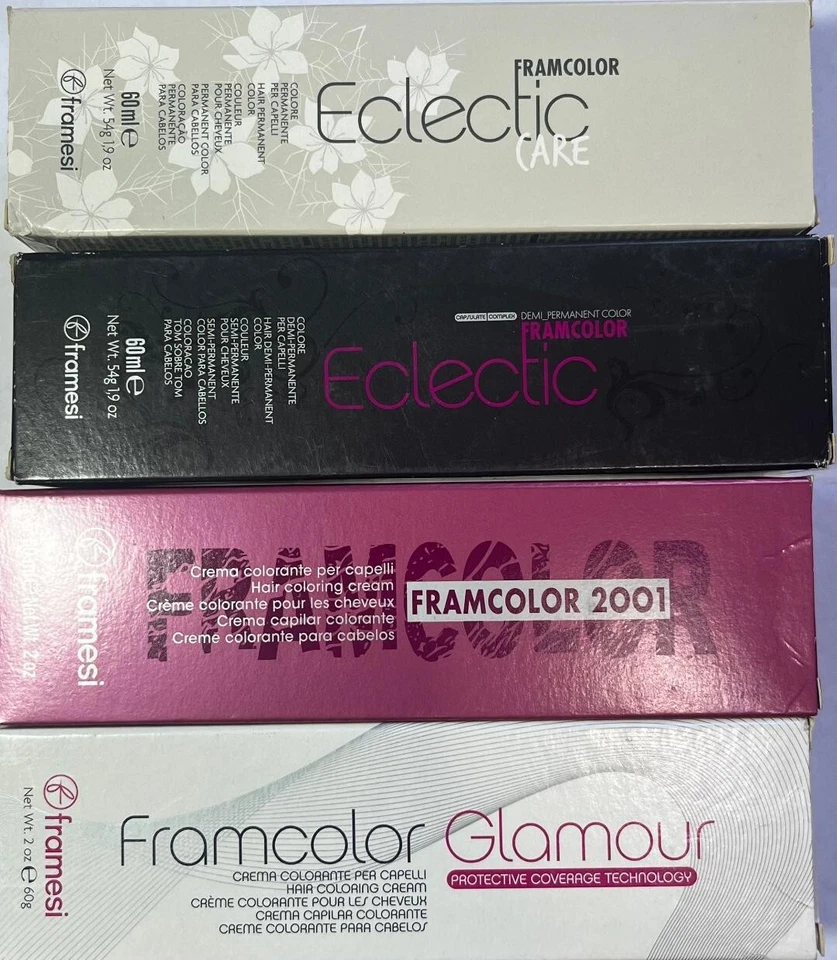 FRAMCOLOR
Eclectic
CARE
COLORE
PERMANENTE
PER CAPELLI
HAIR PERMANENT
COLOR
COULEUR
PERMANENTE
POUR CHEVEUX
PERMANENT COLOR
PARA CABELLOS
COLORAÇÃO
PERMANENTE
PARA CABELOS
60ml e
Net Wt. 54g 1,9 oz
framesi
CAPSULATE COMPLEX DEMI_PERMANENT COLOR
FRAMCOLOR
Eclectic
COLORE
DEMI-PERMANENTE
PER CAPELLI
HAIR DEMI-PERMANENT
COLOR
COULEUR
SEMI-PERMANENTE
POUR CHEVEUX
SEMI-PERMANENT
COLOR PARA CABELLOS
COLORACAO
TOM SOBRE TOM
PARA CABELOS
60ml e
Net Wt. 54g 1,9 oz
framesi
FRAMCOLOR
Crema colorante per capelli
Hair coloring cream
Crème colorante pour les cheveux
Crema capilar colorante
Creme colorante para cabelos
FRAMCOLOR 2001
framesi
2 oz
Framcolor Glamour
PROTECTIVE COVERAGE TECHNOLOGY
CREMA COLORANTE PER CAPELLI
HAIR COLORING CREAM
CRÈME COLORANTE POUR LES CHEVEUX
CREMA CAPILAR COLORANTE
CREME COLORANTE PARA CABELOS
framesi
Net Wt. 2 oz e 60g